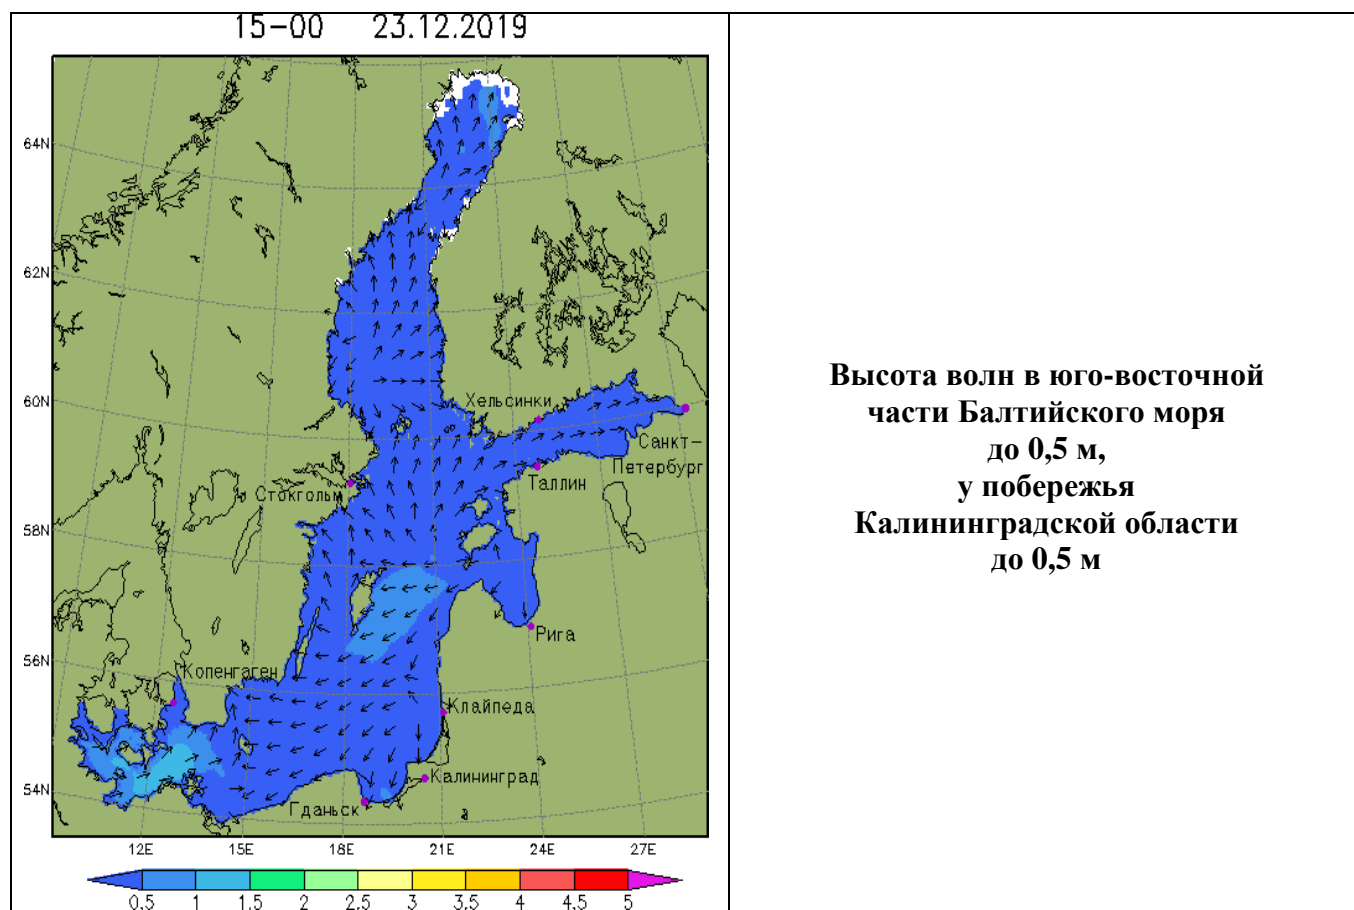 15-00 23.12.2019
64N
62N
60N
58N
56N
54N
Хельсинки
Санкт-
Петербург
Таллин
Стокгольм
Рига
Копенгаген
Клайпеда
Калининград
Гданьск
12E 15E 18E 21E 24E 27E
0,5 1 1,5 2 2,5 3 3,5 4 4,5 5
Высота волн в юго-восточной
части Балтийского моря
до 0,5 м,
у побережья
Калининградской области
до 0,5 м